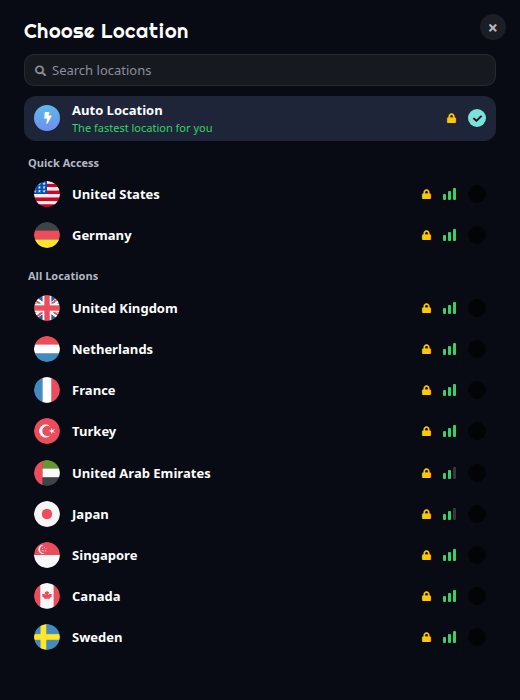 Choose Location
Search locations
Auto Location
The fastest location for you
Quick Access
United States
Germany
All Locations
United Kingdom
Netherlands
France
Turkey
United Arab Emirates
Japan
Singapore
Canada
Sweden